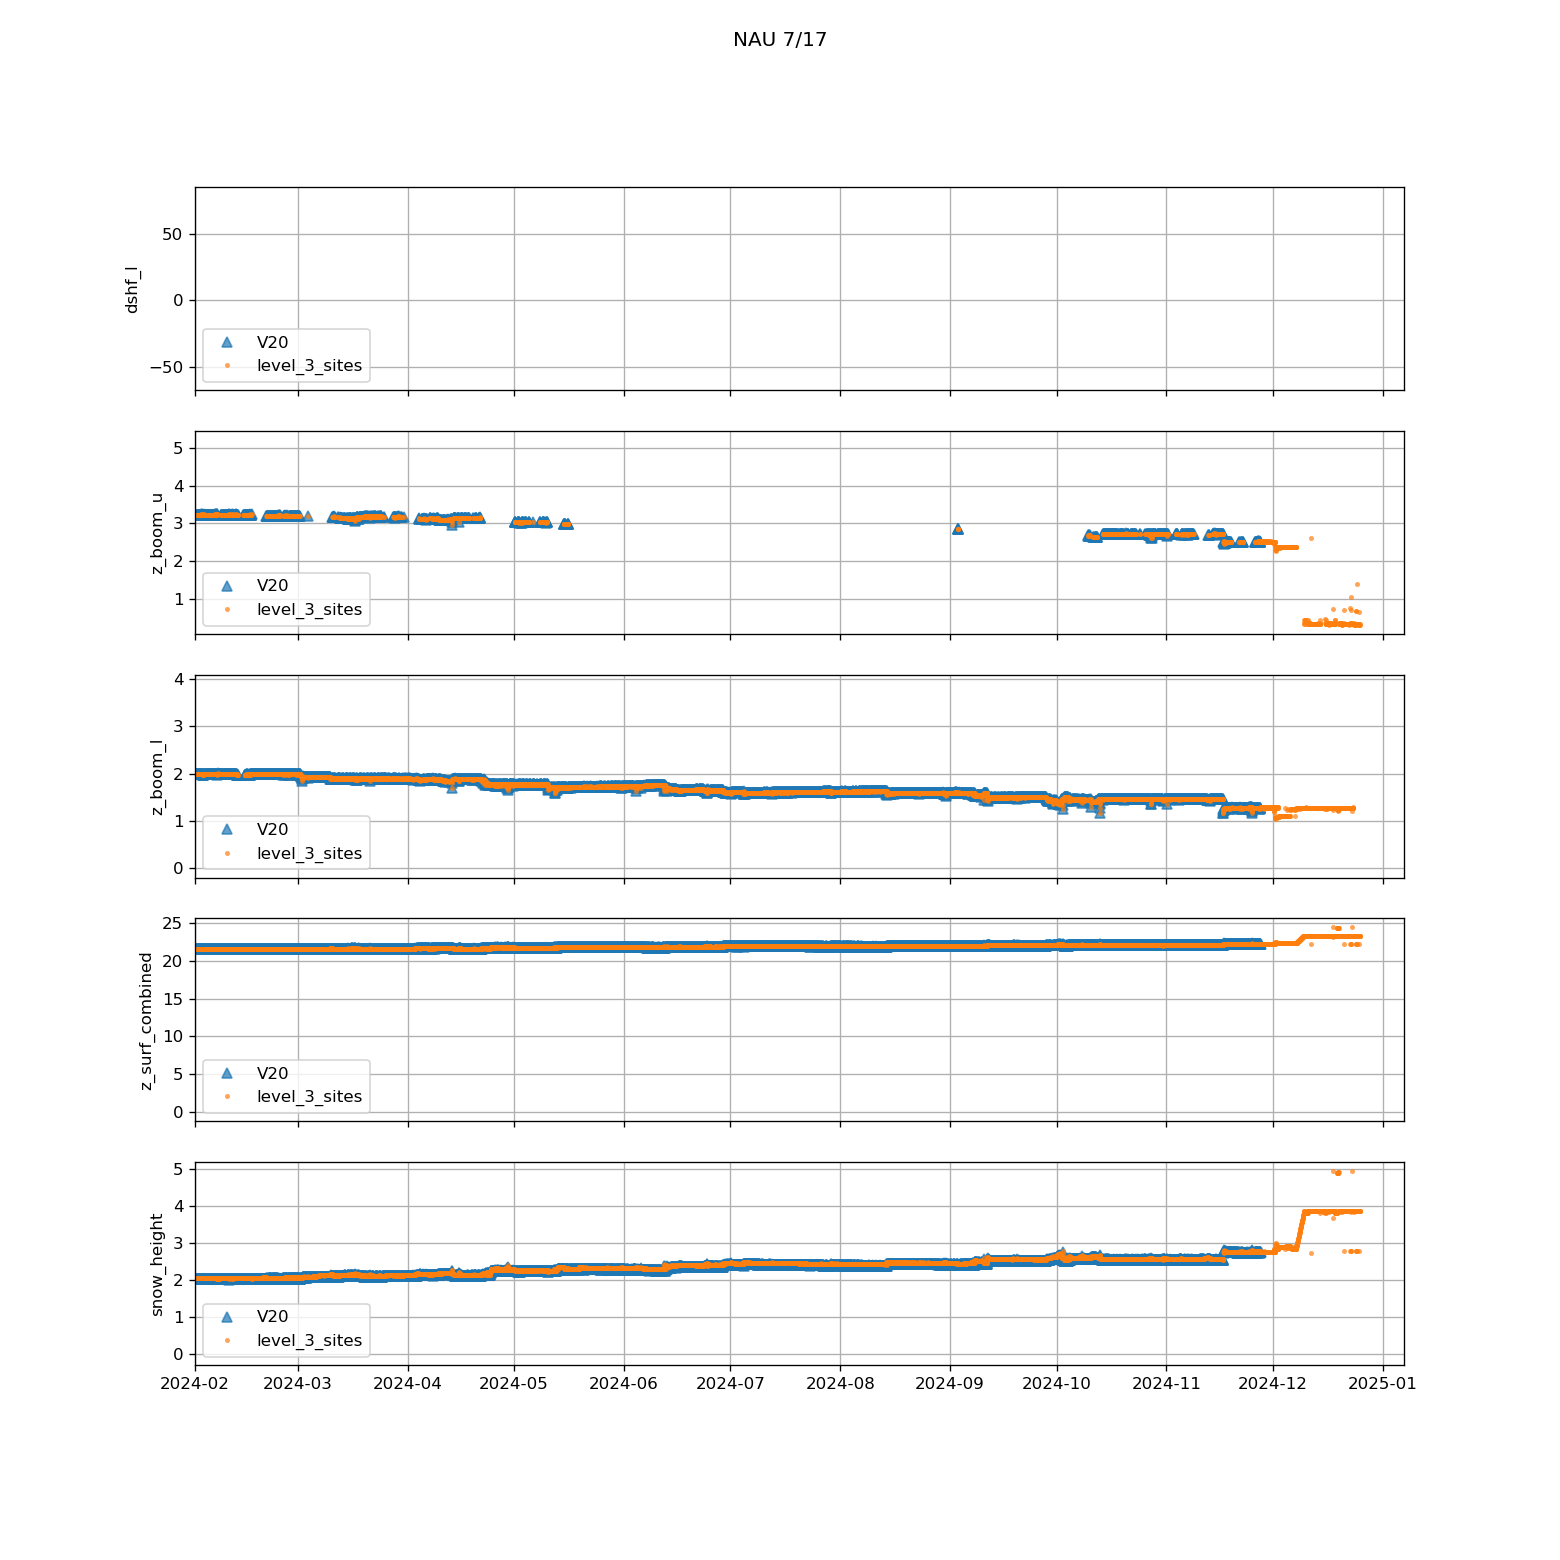 NAU 7/17
50
0
−50
dshf_l
V20
level_3_sites
5
4
3
2
1
z_boom_u
V20
level_3_sites
4
3
2
1
0
z_boom_l
V20
level_3_sites
25
20
15
10
5
0
z_surf_combined
V20
level_3_sites
5
4
3
2
1
0
snow_height
V20
level_3_sites
2024-02 2024-03 2024-04 2024-05 2024-06 2024-07 2024-08 2024-09 2024-10 2024-11 2024-12 2025-01